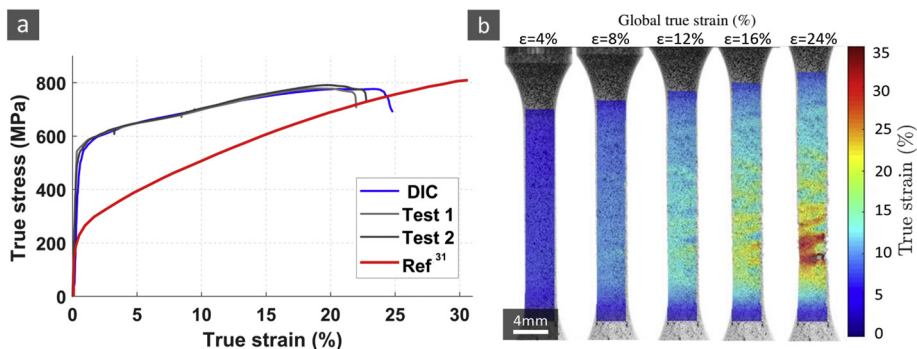 a
True stress (MPa)
800
600
400
200
0
0 5 10 15 20 25 30
True strain (%)
DIC
Test 1
Test 2
Ref 31
b
Global true strain (%)
ε=4% ε=8% ε=12% ε=16% ε=24%
4mm
35
30
25
20
15
10
5
0
True strain (%)